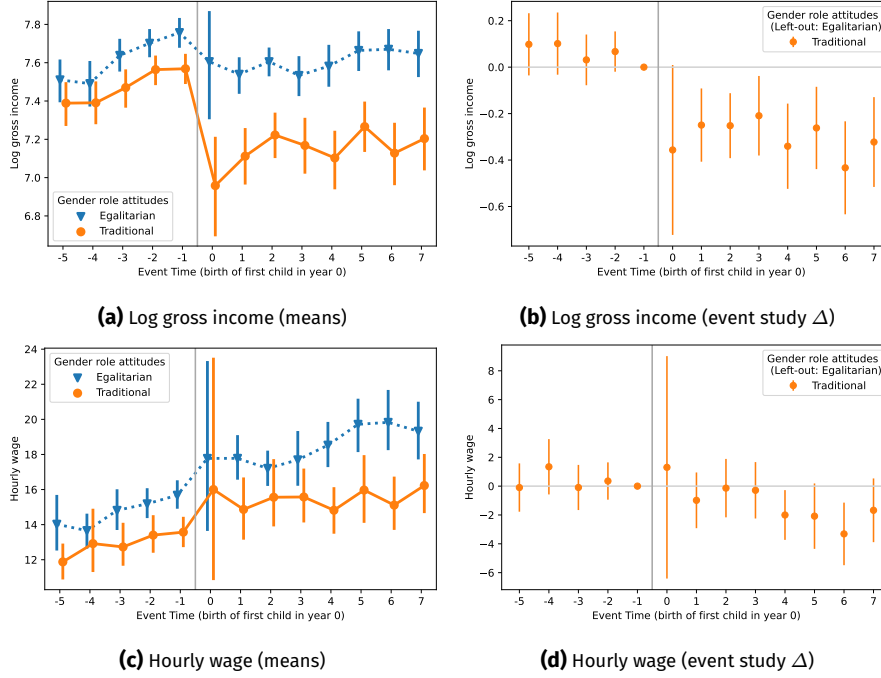 7.8
7.6
7.4
7.2
7.0
6.8
Log gross income
Gender role attitudes
Egalitarian
Traditional
-5 -4 -3 -2 -1 0 1 2 3 4 5 6 7
Event Time (birth of first child in year 0)
(a) Log gross income (means)
0.2
0.0
−0.2
−0.4
−0.6
Log gross income
Gender role attitudes
(Left-out: Egalitarian)
Traditional
-5 -4 -3 -2 -1 0 1 2 3 4 5 6 7
Event Time (birth of first child in year 0)
(b) Log gross income (event study Δ)
24
22
20
18
16
14
12
Hourly wage
Gender role attitudes
Egalitarian
Traditional
-5 -4 -3 -2 -1 0 1 2 3 4 5 6 7
Event Time (birth of first child in year 0)
(c) Hourly wage (means)
8
6
4
2
0
−2
−4
−6
Hourly wage
Gender role attitudes
(Left-out: Egalitarian)
Traditional
-5 -4 -3 -2 -1 0 1 2 3 4 5 6 7
Event Time (birth of first child in year 0)
(d) Hourly wage (event study Δ)